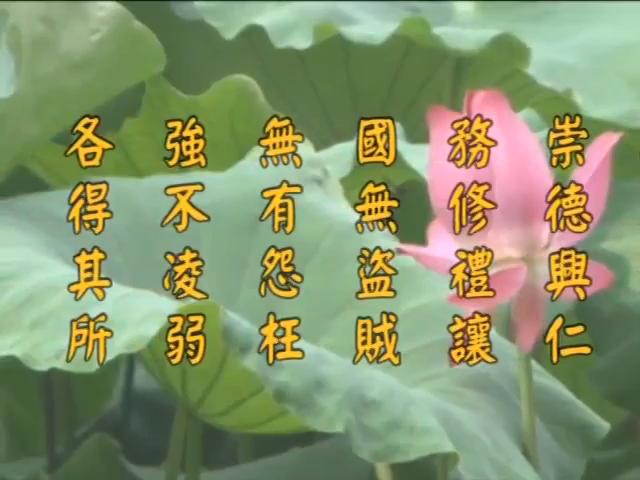 崇德興仁
務修禮讓
國無盜賊
無有怨枉
強不凌弱
各得其所